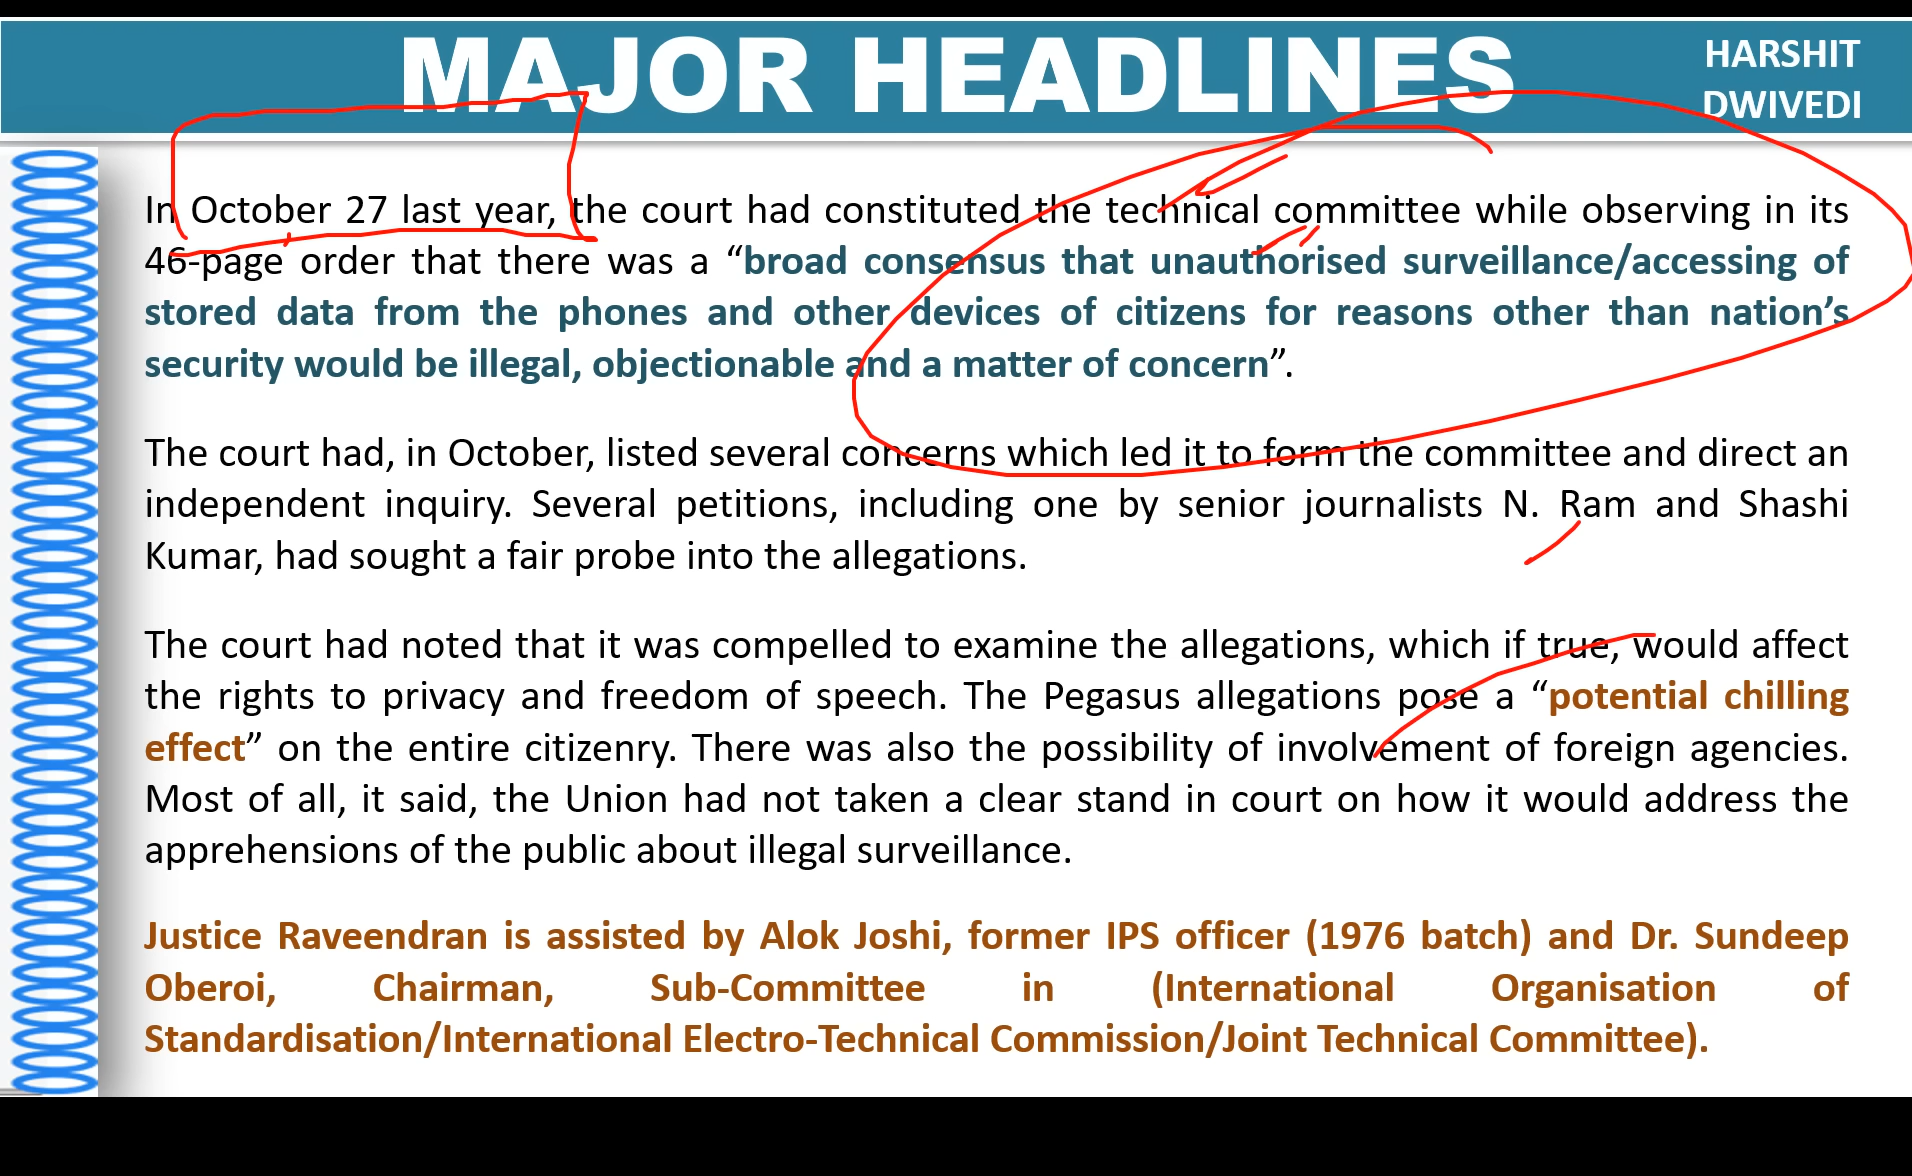 MAJOR HEADLINES
HARSHIT
DWIVEDI
In October 27 last year, the court had constituted the technical committee while observing in its
46-page order that there was a “broad consensus that unauthorised surveillance/accessing of
stored data from the phones and other devices of citizens for reasons other than nation’s
security would be illegal, objectionable and a matter of concern”.
The court had, in October, listed several concerns which led it to form the committee and direct an
independent inquiry. Several petitions, including one by senior journalists N. Ram and Shashi
Kumar, had sought a fair probe into the allegations.
The court had noted that it was compelled to examine the allegations, which if true, would affect
the rights to privacy and freedom of speech. The Pegasus allegations pose a “potential chilling
effect” on the entire citizenry. There was also the possibility of involvement of foreign agencies.
Most of all, it said, the Union had not taken a clear stand in court on how it would address the
apprehensions of the public about illegal surveillance.
Justice Raveendran is assisted by Alok Joshi, former IPS officer (1976 batch) and Dr. Sundeep
Oberoi, Chairman, Sub-Committee in (International Organisation of
Standardisation/International Electro-Technical Commission/Joint Technical Committee).